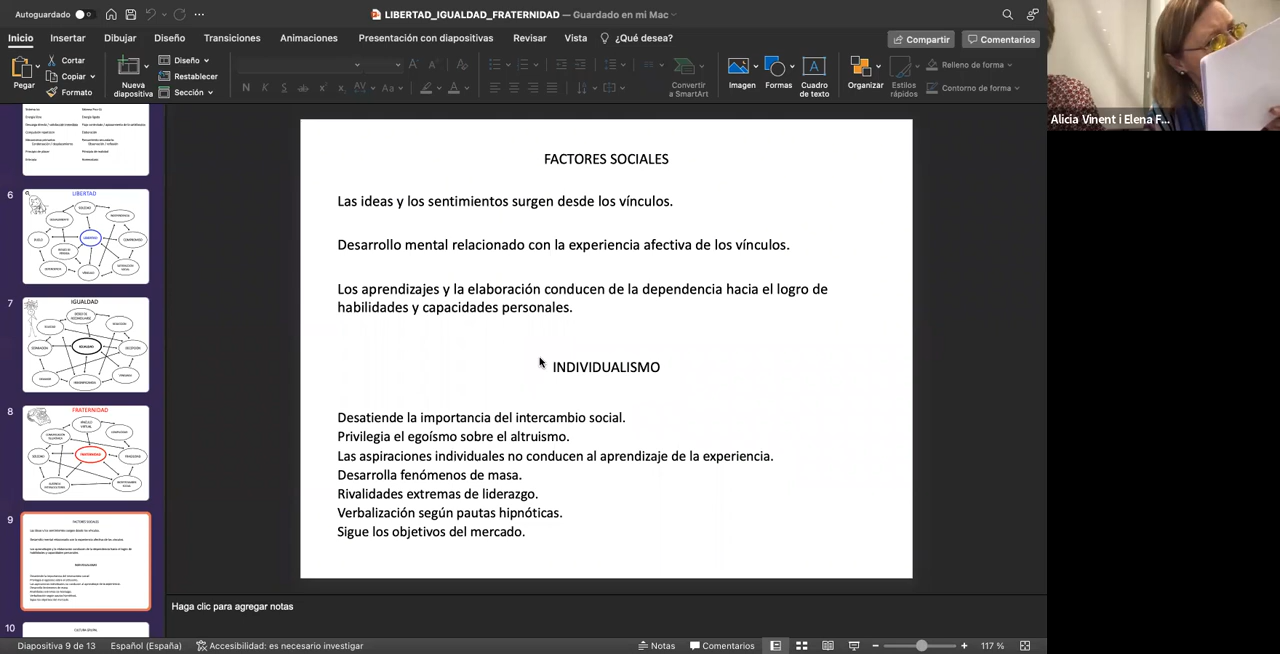 Autoguardado
LIBERTAD_IGUALDAD_FRATERNIDAD — Guardado en mi Mac
Inicio
Insertar
Dibujar
Diseño
Transiciones
Animaciones
Presentación con diapositivas
Revisar
Vista
¿Qué desea?
Compartir
Comentarios
Pegar
Cortar
Copiar
Formato
Nueva
diapositiva
Diseño
Restablecer
Sección
Convertir
a SmartArt
Imagen
Formas
Cuadro
de texto
Organizar
Estilos
rápidos
Relleno de forma
Contorno de forma
Alicia Vinent i Elena F...
6
LIBERTAD
7
IGUALDAD
8
FRATERNIDAD
9
10
FACTORES SOCIALES
Las ideas y los sentimientos surgen desde los vínculos.
Desarrollo mental relacionado con la experiencia afectiva de los vínculos.
Los aprendizajes y la elaboración conducen de la dependencia hacia el logro de
habilidades y capacidades personales.
INDIVIDUALISMO
Desatiende la importancia del intercambio social.
Privilegia el egoísmo sobre el altruismo.
Las aspiraciones individuales no conducen al aprendizaje de la experiencia.
Desarrolla fenómenos de masa.
Rivalidades extremas de liderazgo.
Verbalización según pautas hipnóticas.
Sigue los objetivos del mercado.
Haga clic para agregar notas
Diapositiva 9 de 13
Español (España)
Accesibilidad: es necesario investigar
Notas
Comentarios
117 %